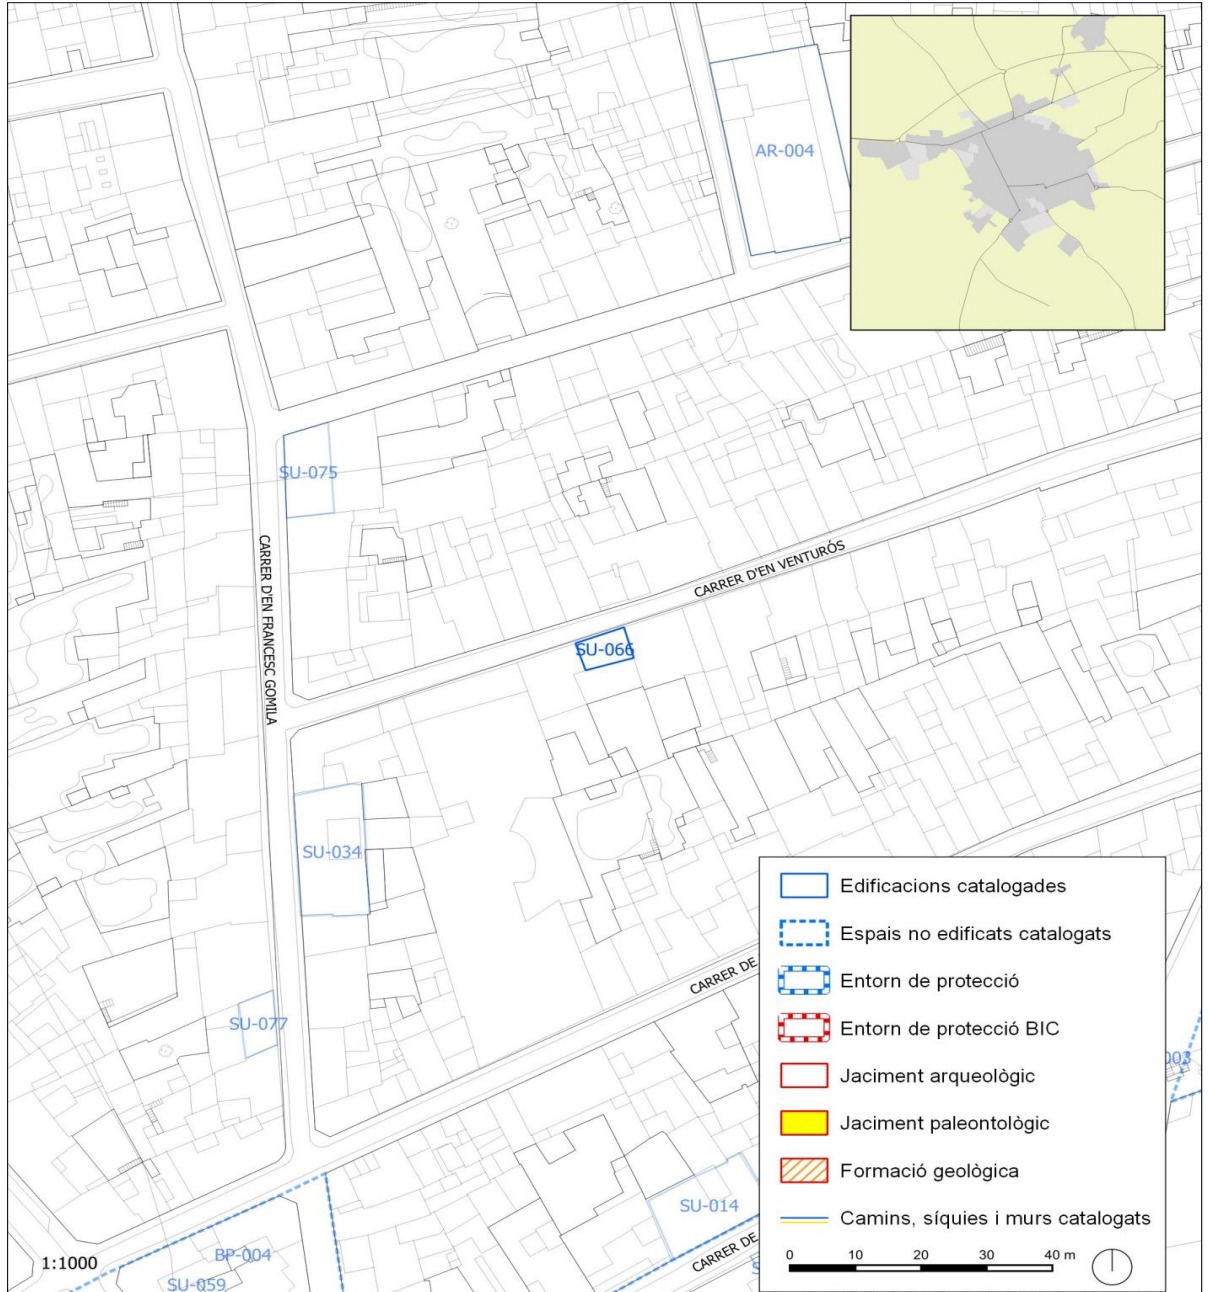 AR-004
SU-075
CARRER D'EN FRANCESC GOMILA
CARRER D'EN VENTURÓS
SU-066
SU-034
CARRER DE
SU-077
SU-014
CARRER DE
BP-004
SU-059
1:1000
Edificacions catalogades
Espais no edificats catalogats
Entorn de protecció
Entorn de protecció BIC
Jaciment arqueològic
Jaciment paleontològic
Formació geològica
Camins, síquies i murs catalogats
0 10 20 30 40 m